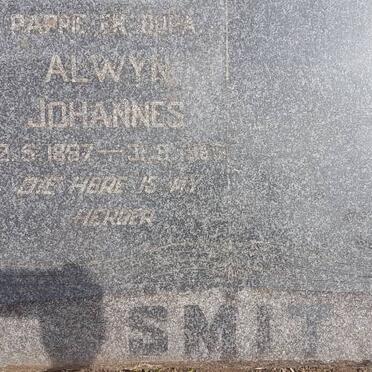 PAPPIE EN OUPA
ALWYN
JOHANNES
DIE HERE IS MY
HERDER
SMIT